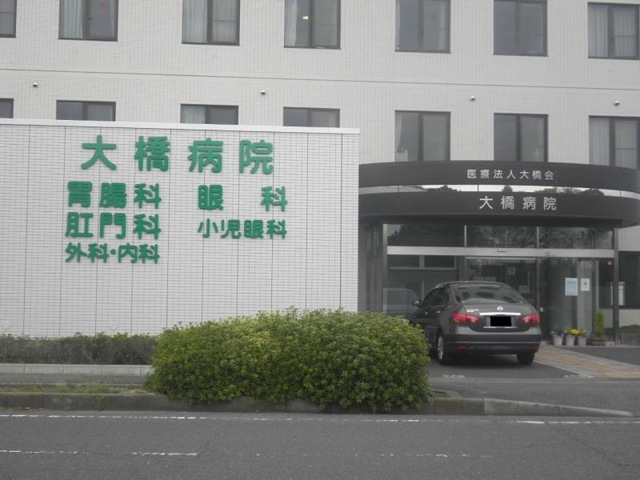 大橋病院
胃腸科 眼科
肛門科 小児眼科
外科・内科
医療法人大橋会
大橋病院